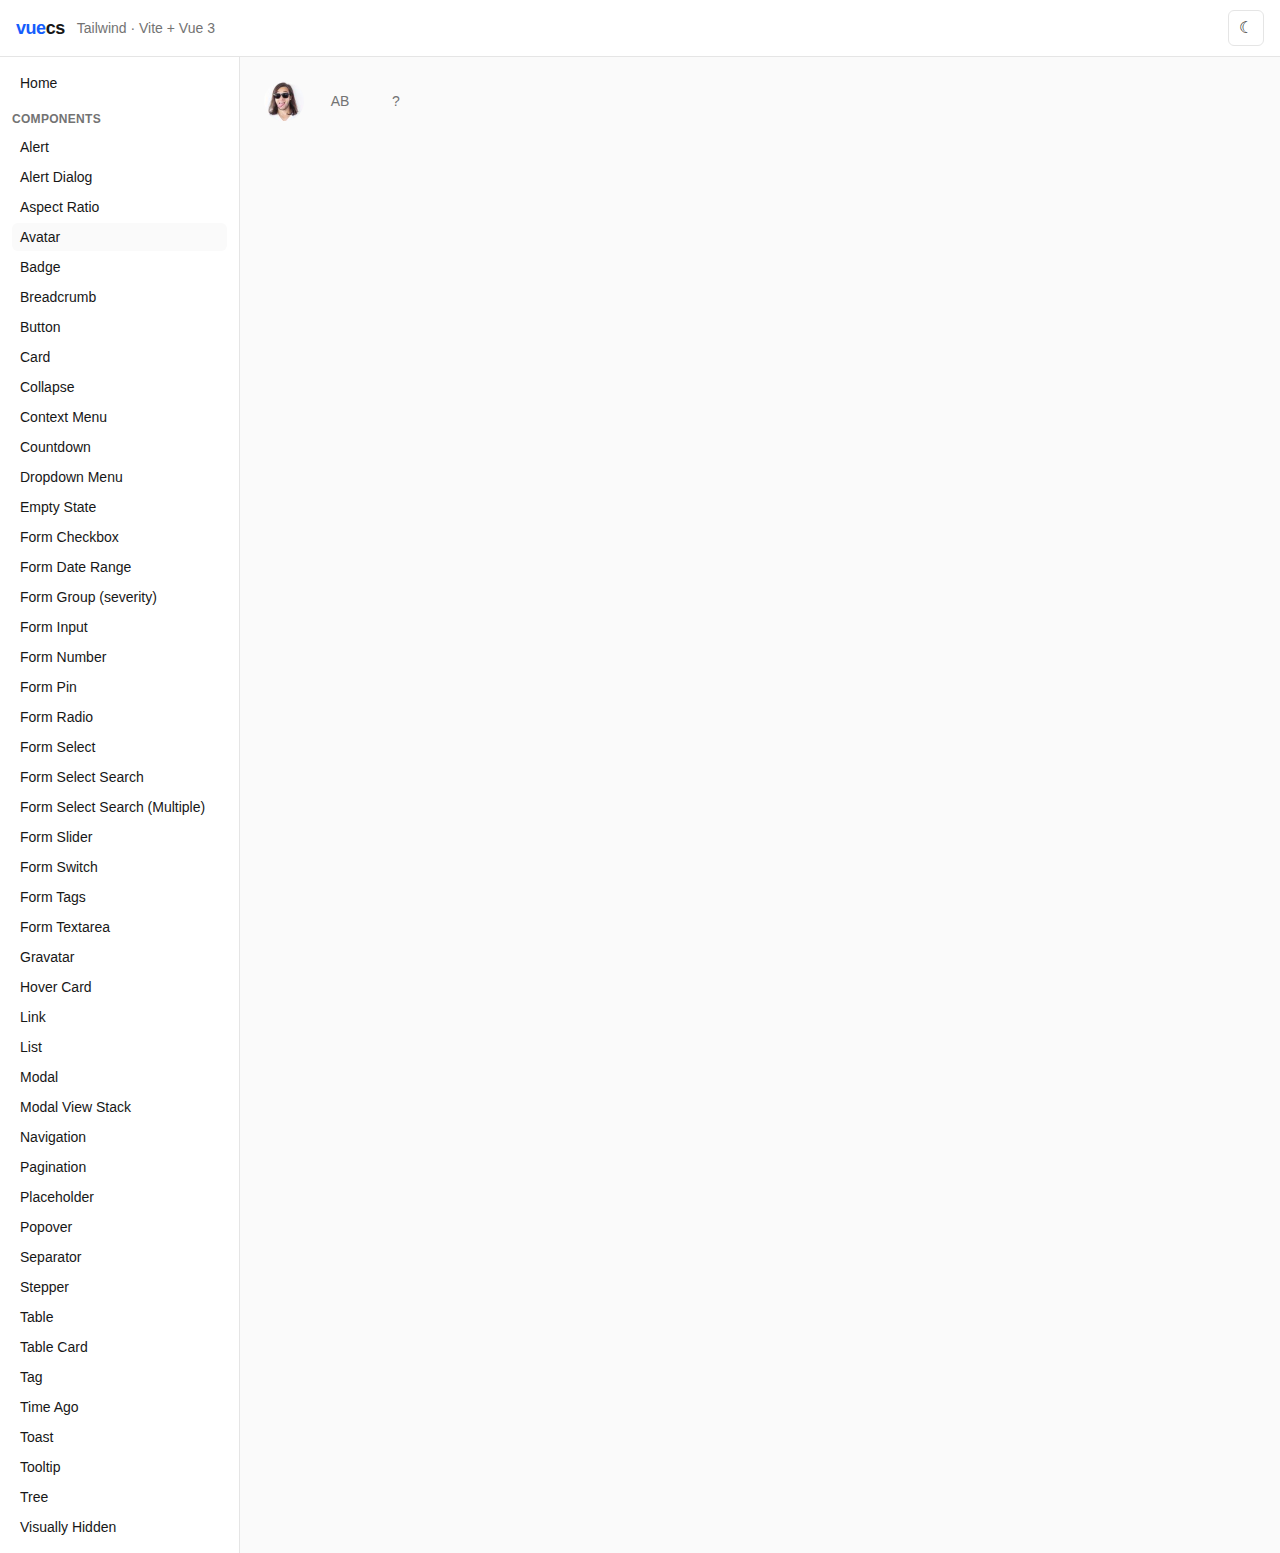 vuecs Tailwind · Vite + Vue 3
Home
COMPONENTS
Alert
Alert Dialog
Aspect Ratio
Avatar
Badge
Breadcrumb
Button
Card
Collapse
Context Menu
Countdown
Dropdown Menu
Empty State
Form Checkbox
Form Date Range
Form Group (severity)
Form Input
Form Number
Form Pin
Form Radio
Form Select
Form Select Search
Form Select Search (Multiple)
Form Slider
Form Switch
Form Tags
Form Textarea
Gravatar
Hover Card
Link
List
Modal
Modal View Stack
Navigation
Pagination
Placeholder
Popover
Separator
Stepper
Table
Table Card
Tag
Time Ago
Toast
Tooltip
Tree
Visually Hidden
AB ?